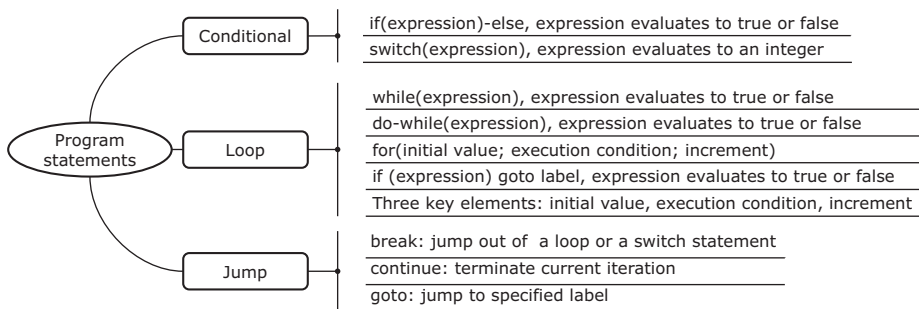 Program
statements
Conditional
if(expression)-else, expression evaluates to true or false
switch(expression), expression evaluates to an integer
Loop
while(expression), expression evaluates to true or false
do-while(expression), expression evaluates to true or false
for(initial value; execution condition; increment)
if (expression) goto label, expression evaluates to true or false
Three key elements: initial value, execution condition, increment
Jump
break: jump out of a loop or a switch statement
continue: terminate current iteration
goto: jump to specified label